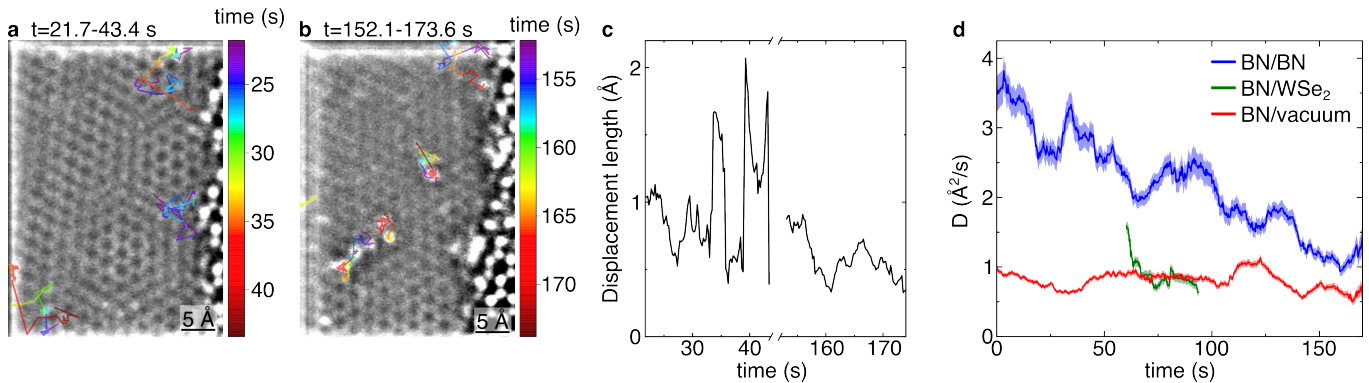 a t=21.7-43.4 s
time (s)
25
30
35
40
5 Å
b t=152.1-173.6 s
time (s)
155
160
165
170
5 Å
c
Displacement length (Å)
2
1
0
30 40 160 170
time (s)
d
D (Å²/s)
4
3
2
1
0
0 50 100 150
time (s)
BN/BN
BN/WSe₂
BN/vacuum